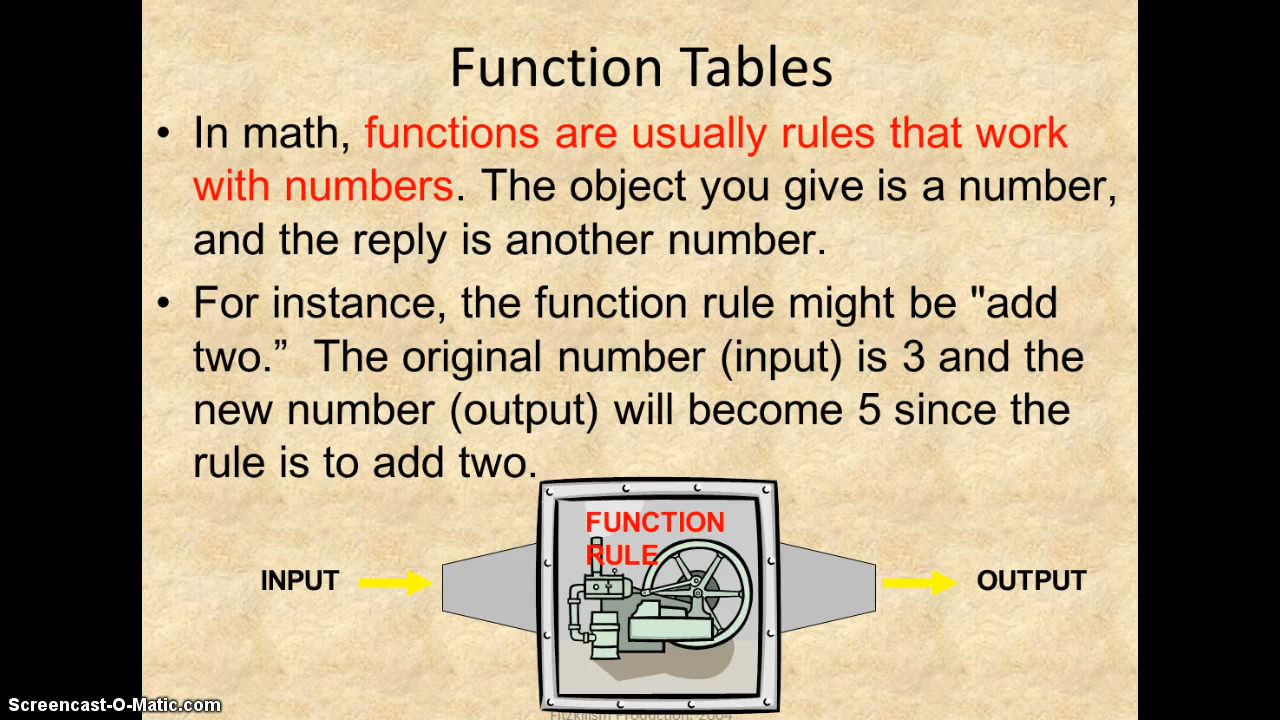 Function Tables
• In math, functions are usually rules that work
with numbers. The object you give is a number,
and the reply is another number.
• For instance, the function rule might be "add
two.”  The original number (input) is 3 and the
new number (output) will become 5 since the
rule is to add two.
FUNCTION
RULE
INPUT
OUTPUT
Fitzkilism Production: 2004
Screencast-O-Matic.com